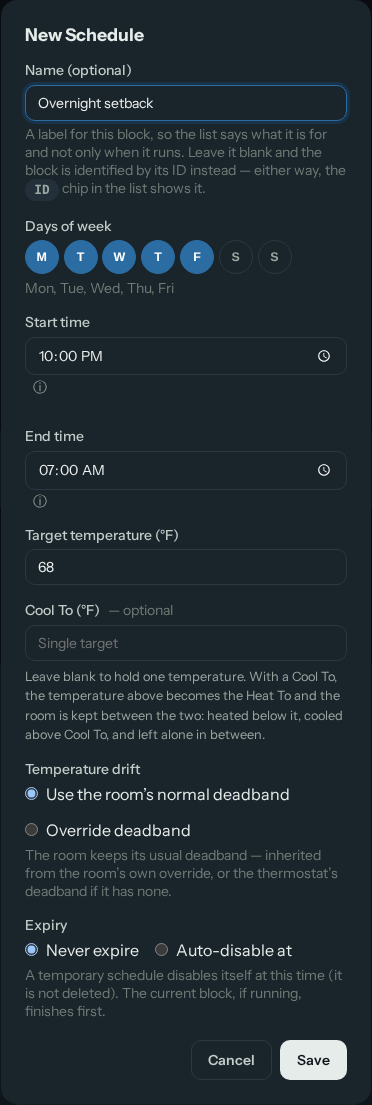 New Schedule
Name (optional)
Overnight setback
A label for this block, so the list says what it is for
and not only when it runs. Leave it blank and the
block is identified by its ID instead — either way, the
ID chip in the list shows it.
Days of week
M T W T F S S
Mon, Tue, Wed, Thu, Fri
Start time
10:00 PM
ⓘ
End time
07:00 AM
ⓘ
Target temperature (°F)
68
Cool To (°F) — optional
Single target
Leave blank to hold one temperature. With a Cool To,
the temperature above becomes the Heat To and the
room is kept between the two: heated below it, cooled
above Cool To, and left alone in between.
Temperature drift
Use the room's normal deadband
Override deadband
The room keeps its usual deadband — inherited
from the room's own override, or the thermostat's
deadband if it has none.
Expiry
Never expire Auto-disable at
A temporary schedule disables itself at this time (it
is not deleted). The current block, if running,
finishes first.
Cancel Save